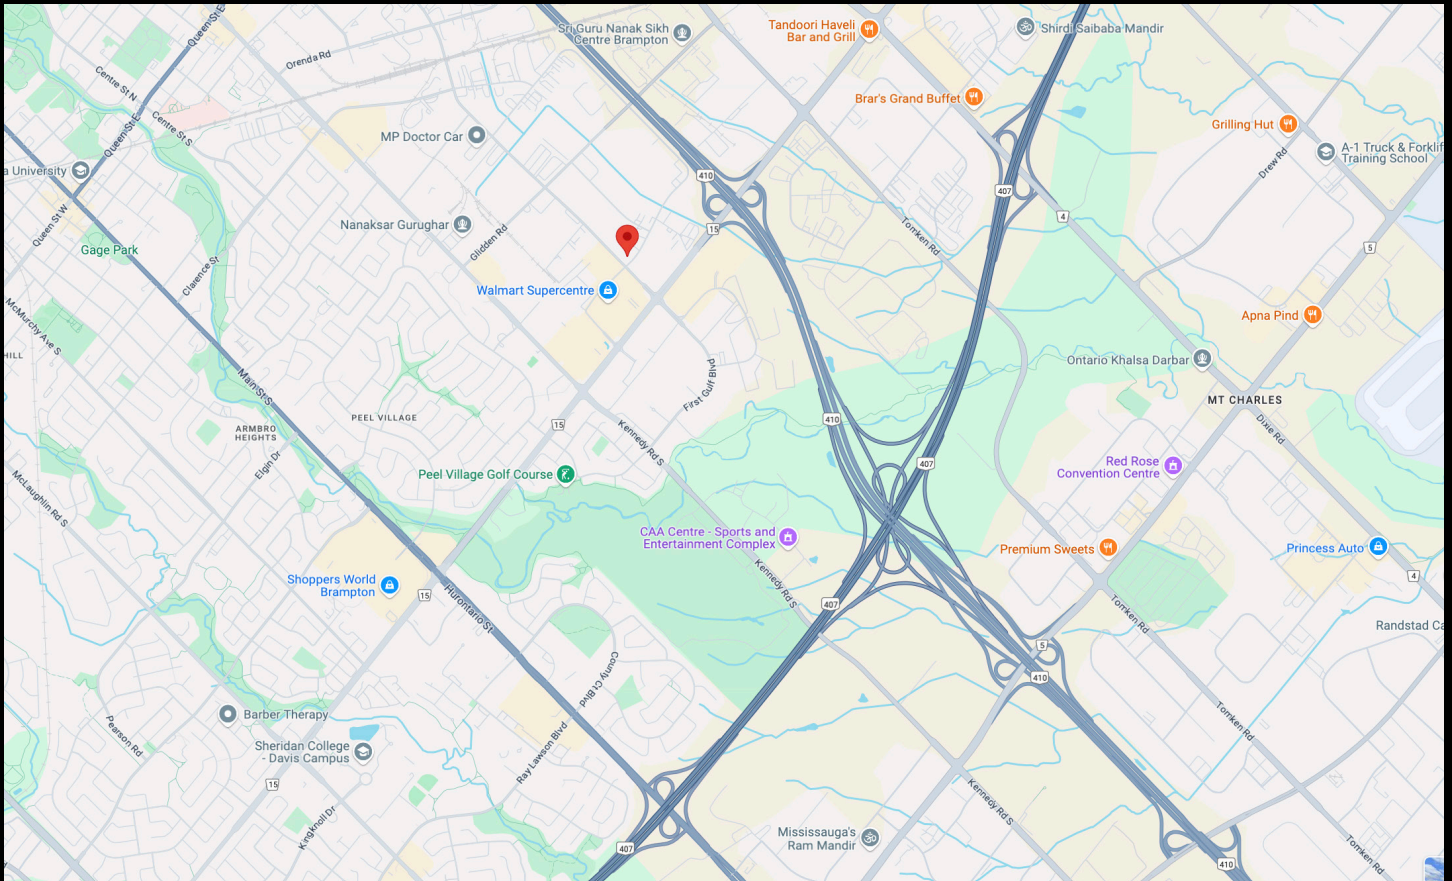 Queen St E
Sri Guru Nanak Sikh
Centre Brampton
Tandoori Haveli
Bar and Grill
Shirdi Saibaba Mandir
Orenda Rd
Centre St N
Brar's Grand Buffet
Centre St S
Queen St E
MP Doctor Car
Grilling Hut
A-1 Truck & Forklif
Training School
Drew Rd
a University
410
407
4
Queen St W
Nanaksar Gurughar
Glidden Rd
15
Tomken Rd
5
Gage Park
Clarence St
Walmart Supercentre
McMurchy Ave S
Apna Pind
HILL
Main St S
First Gulf Blvd
Ontario Khalsa Darbar
MT CHARLES
PEEL VILLAGE
15
410
Dixie Rd
ARMBRO
HEIGHTS
Kennedy Rd S
Elgin Dr
407
Red Rose
Convention Centre
Peel Village Golf Course
McLaughlin Rd S
CAA Centre - Sports and
Entertainment Complex
Premium Sweets
Princess Auto
Kennedy Rd S
Shoppers World
Brampton
15
Hurontario St
407
4
Tomken Rd
Randstad Ca
5
County Ct Blvd
410
Barber Therapy
Pearson Rd
Tomken Rd
Sheridan College
- Davis Campus
Ray Lawson Blvd
15
Kingknoll Dr
Kennedy Rd S
Mississauga's
Ram Mandir
407
Tomken Rd
410